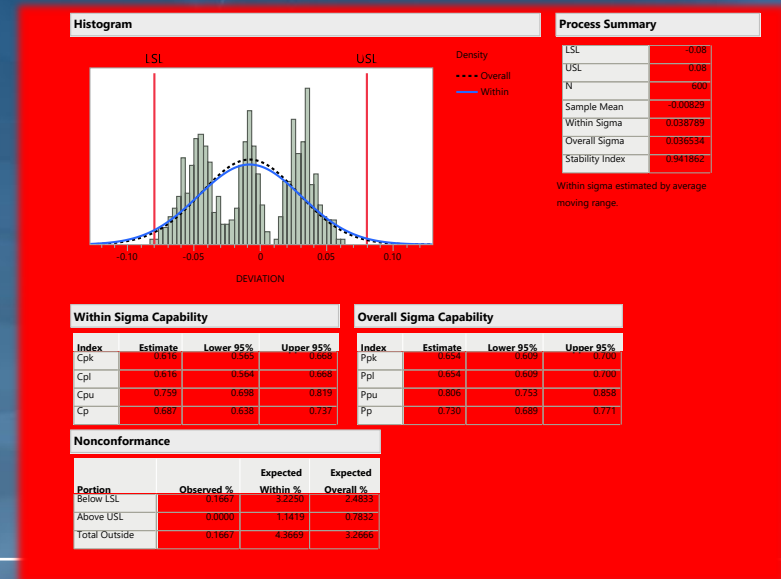 Histogram
LSL
USL
Density
Overall
Within
-0.10
-0.05
0
0.05
0.10
DEVIATION
Process Summary
LSL -0.08
USL 0.08
N 600
Sample Mean -0.00829
Within Sigma 0.038789
Overall Sigma 0.036534
Stability Index 0.941862
Within sigma estimated by average
moving range.
Within Sigma Capability
Index Estimate Lower 95% Upper 95%
Cpk 0.616 0.565 0.668
Cpl 0.616 0.564 0.668
Cpu 0.759 0.698 0.819
Cp 0.687 0.638 0.737
Overall Sigma Capability
Index Estimate Lower 95% Upper 95%
Ppk 0.654 0.609 0.700
Ppl 0.654 0.609 0.700
Ppu 0.806 0.753 0.858
Pp 0.730 0.689 0.771
Nonconformance
Expected Expected
Portion Observed % Within % Overall %
Below LSL 0.1667 3.2250 2.4833
Above USL 0.0000 1.1419 0.7832
Total Outside 0.1667 4.3669 3.2666